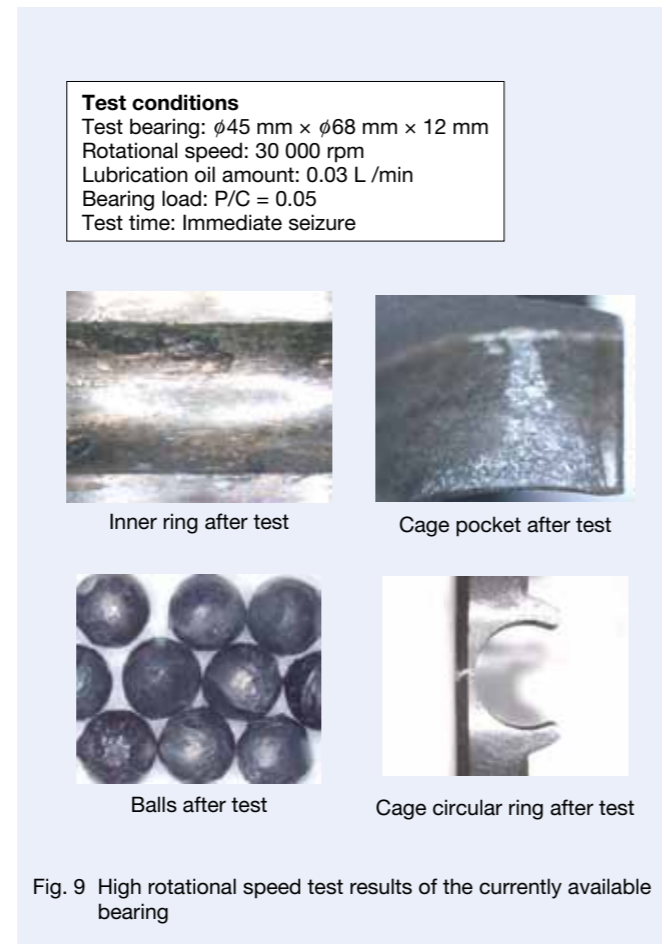 Test conditions
Test bearing: ϕ45 mm × ϕ68 mm × 12 mm
Rotational speed: 30 000 rpm
Lubrication oil amount: 0.03 L /min
Bearing load: P/C = 0.05
Test time: Immediate seizure
Inner ring after test
Cage pocket after test
Balls after test
Cage circular ring after test
Fig. 9 High rotational speed test results of the currently available
bearing